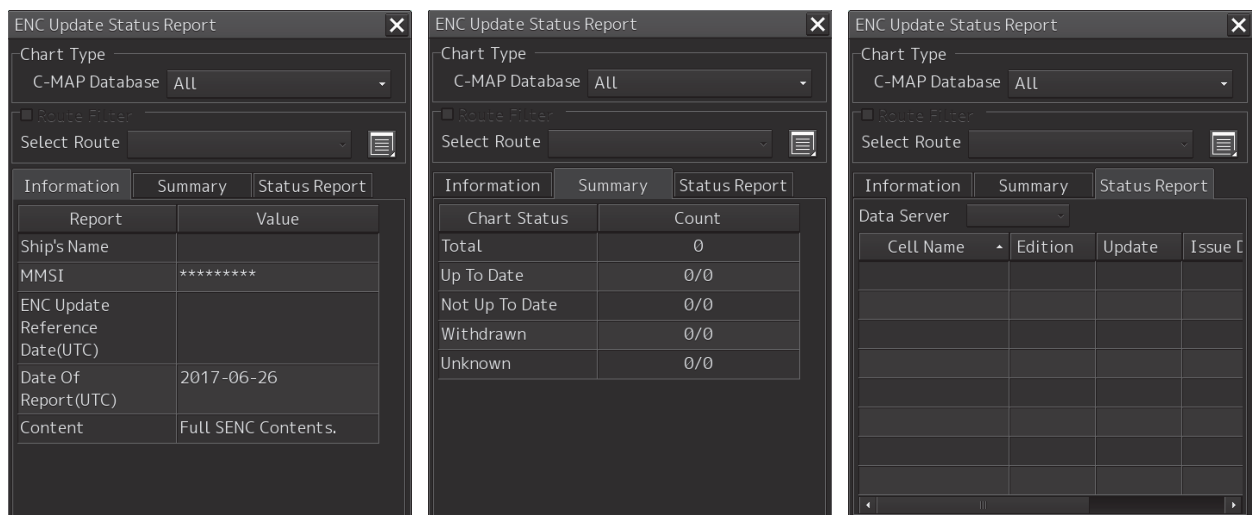 ENC Update Status Report
Chart Type
C-MAP Database All
Route Filter
Select Route
Information Summary Status Report
Report Value
Ship's Name
MMSI *********
ENC Update
Reference
Date(UTC)
Date Of 2017-06-26
Report(UTC)
Content Full SENC Contents.
ENC Update Status Report
Chart Type
C-MAP Database All
Route Filter
Select Route
Information Summary Status Report
Chart Status Count
Total 0
Up To Date 0/0
Not Up To Date 0/0
Withdrawn 0/0
Unknown 0/0
ENC Update Status Report
Chart Type
C-MAP Database All
Route Filter
Select Route
Information Summary Status Report
Data Server
Cell Name Edition Update Issue D